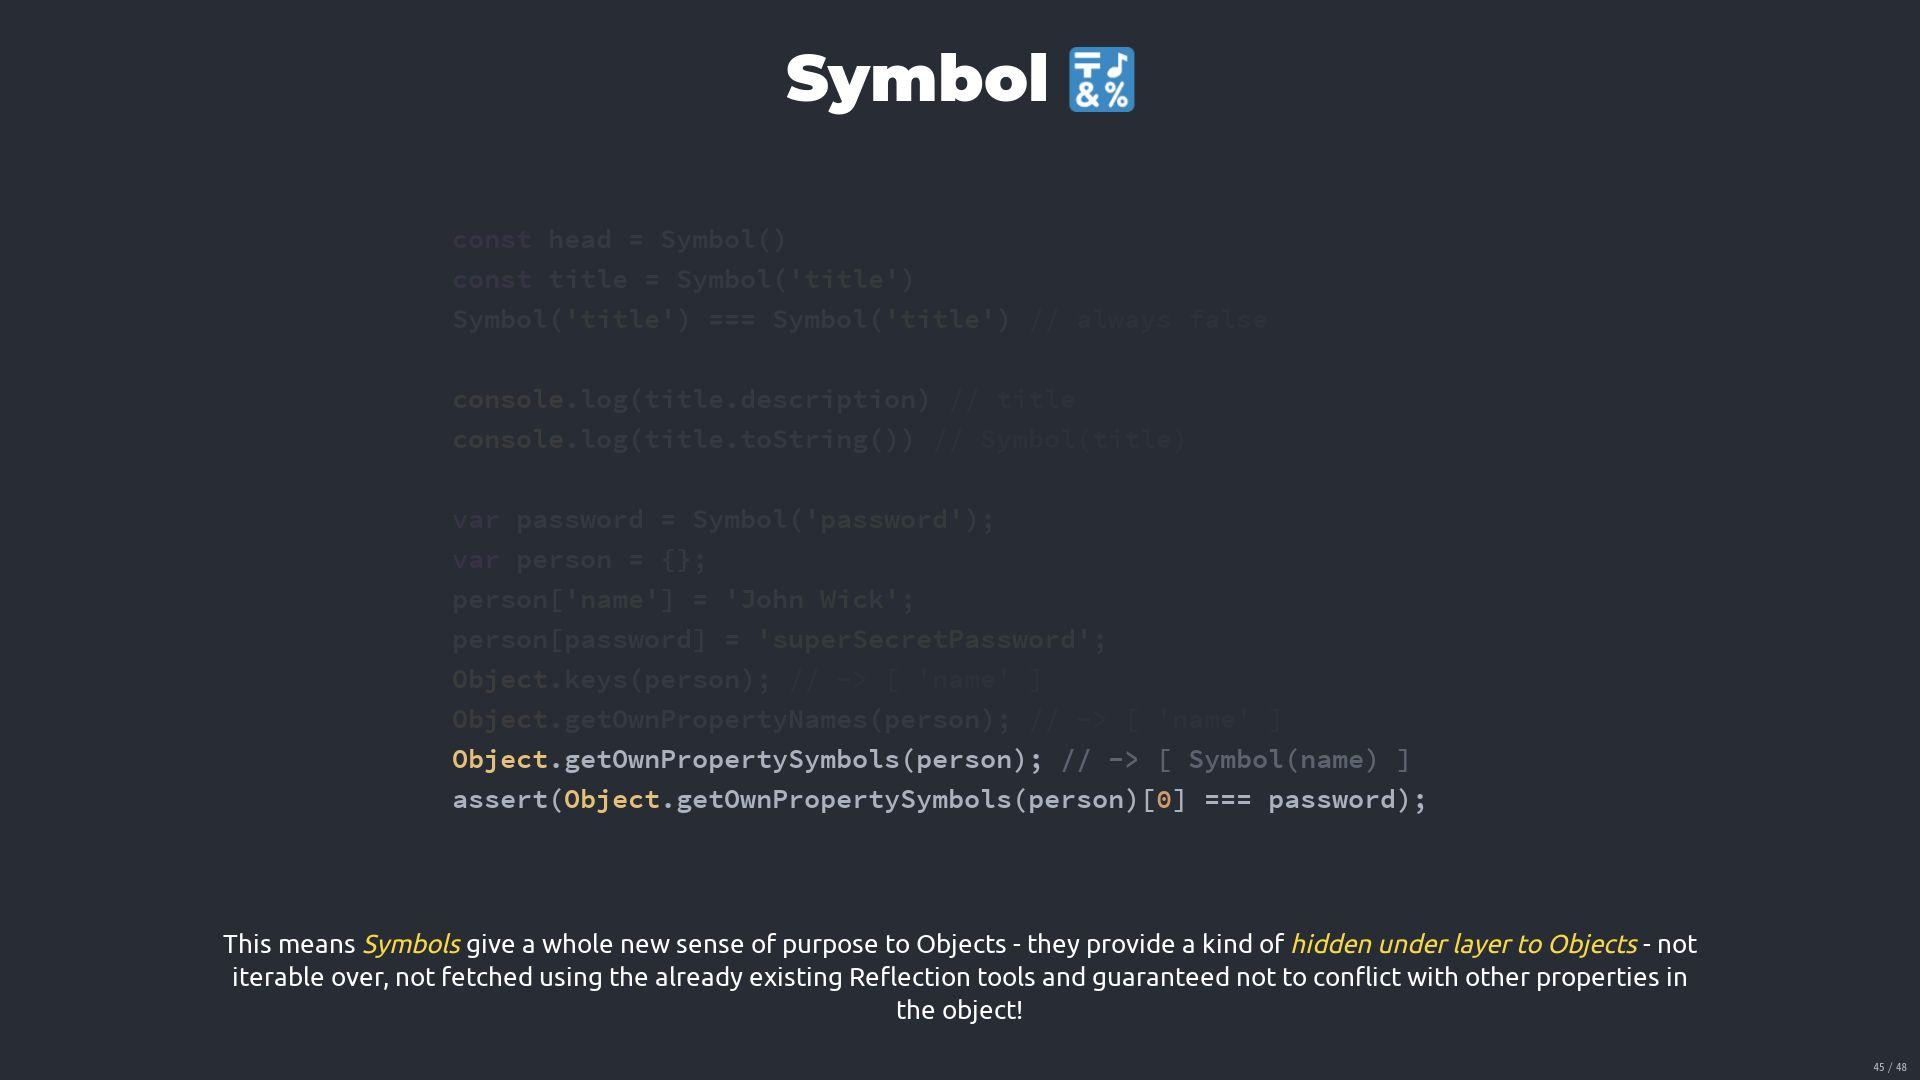 Symbol
const head = Symbol()
const title = Symbol('title')
Symbol('title') === Symbol('title') // always false
console.log(title.description) // title
console.log(title.toString()) // Symbol(title)
var password = Symbol('password');
var person = {};
person['name'] = 'John Wick';
person[password] = 'superSecretPassword';
Object.keys(person); // -> [ 'name' ]
Object.getOwnPropertyNames(person); // -> [ 'name' ]
Object.getOwnPropertySymbols(person); // -> [ Symbol(name) ]
assert(Object.getOwnPropertySymbols(person)[0] === password);
This means Symbols give a whole new sense of purpose to Objects - they provide a kind of hidden under layer to Objects - not
iterable over, not fetched using the already existing Reflection tools and guaranteed not to conflict with other properties in
the object!
45 / 48